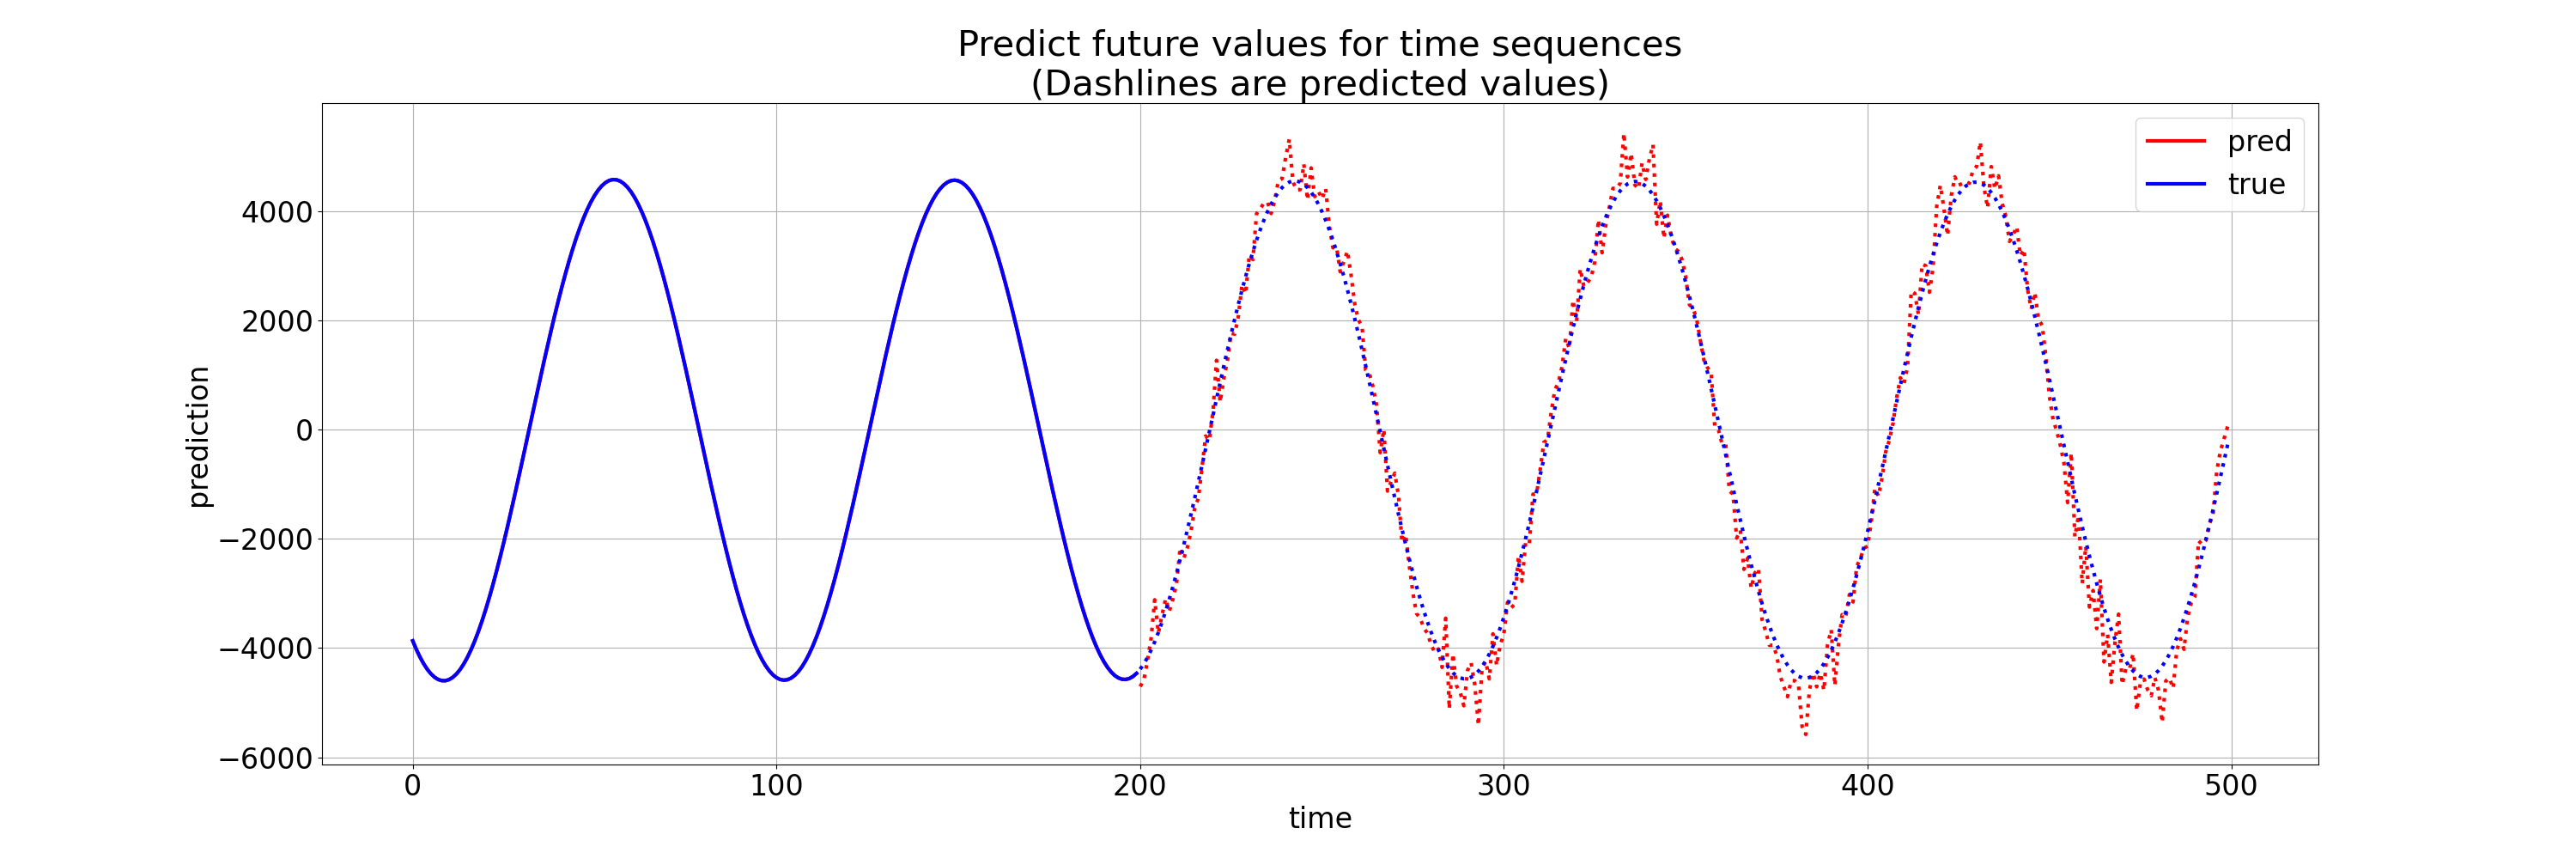 Predict future values for time sequences
(Dashlines are predicted values)
pred
true
prediction
4000
2000
0
−2000
−4000
−6000
0 100 200 300 400 500
time